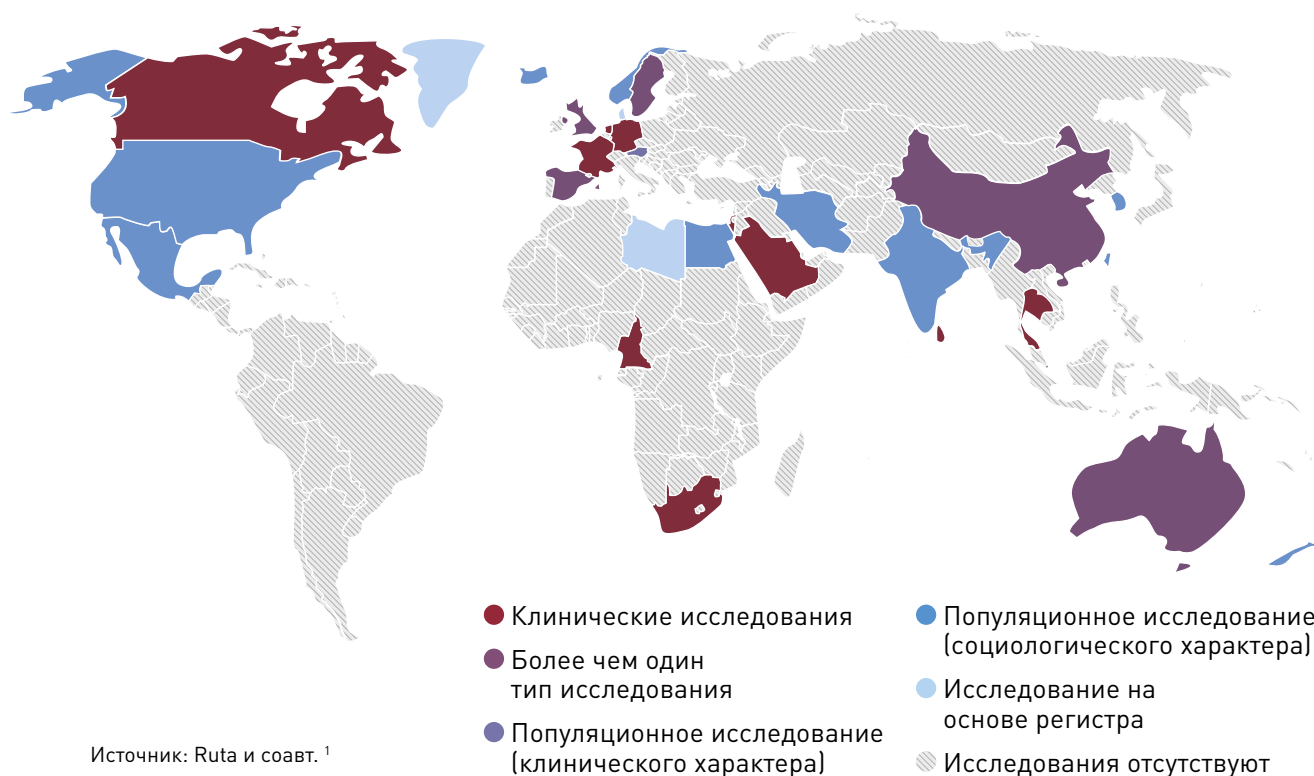 Клинические исследования
Более чем один
тип исследования
Популяционное исследование
(клинического характера)
Популяционное исследование
(социологического характера)
Исследование на
основе регистра
Исследования отсутствуют
Источник: Ruta и соавт. 1